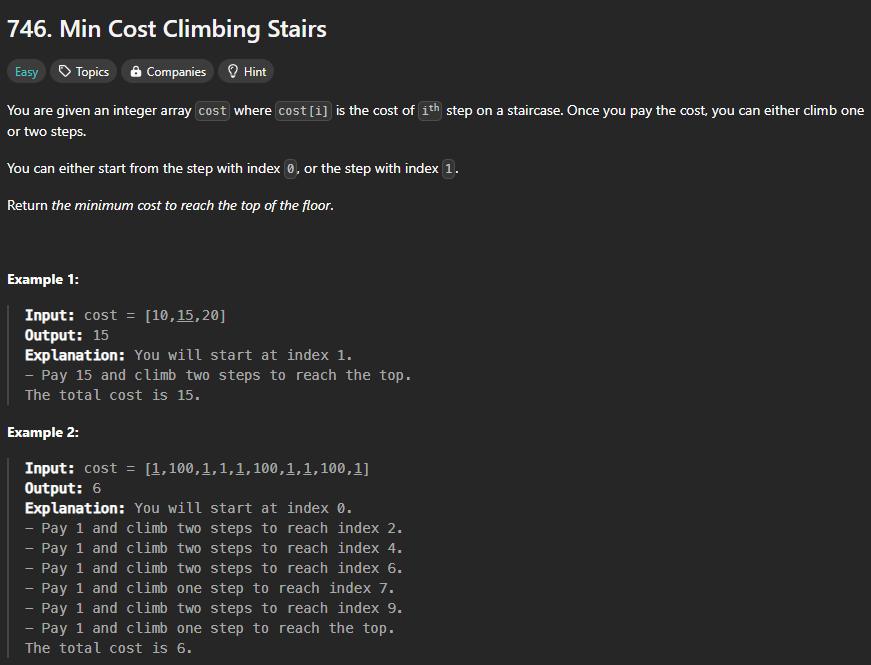 746. Min Cost Climbing Stairs
Easy Topics Companies Hint
You are given an integer array cost where cost[i] is the cost of ith step on a staircase. Once you pay the cost, you can either climb one
or two steps.
You can either start from the step with index 0, or the step with index 1.
Return the minimum cost to reach the top of the floor.
Example 1:
Input: cost = [10,15,20]
Output: 15
Explanation: You will start at index 1.
- Pay 15 and climb two steps to reach the top.
The total cost is 15.
Example 2:
Input: cost = [1,100,1,1,1,100,1,1,100,1]
Output: 6
Explanation: You will start at index 0.
- Pay 1 and climb two steps to reach index 2.
- Pay 1 and climb two steps to reach index 4.
- Pay 1 and climb two steps to reach index 6.
- Pay 1 and climb one step to reach index 7.
- Pay 1 and climb two steps to reach index 9.
- Pay 1 and climb one step to reach the top.
The total cost is 6.